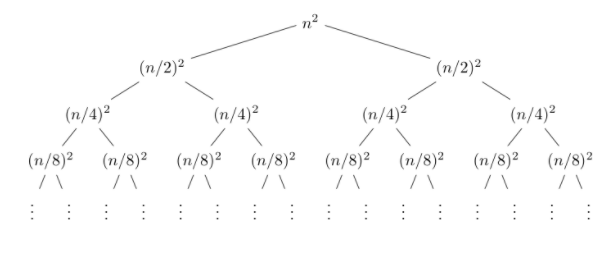 n²
(n/2)² (n/2)²
(n/4)² (n/4)² (n/4)² (n/4)²
(n/8)² (n/8)² (n/8)² (n/8)² (n/8)² (n/8)² (n/8)² (n/8)²
⋮ ⋮ ⋮ ⋮ ⋮ ⋮ ⋮ ⋮ ⋮ ⋮ ⋮ ⋮ ⋮ ⋮ ⋮ ⋮